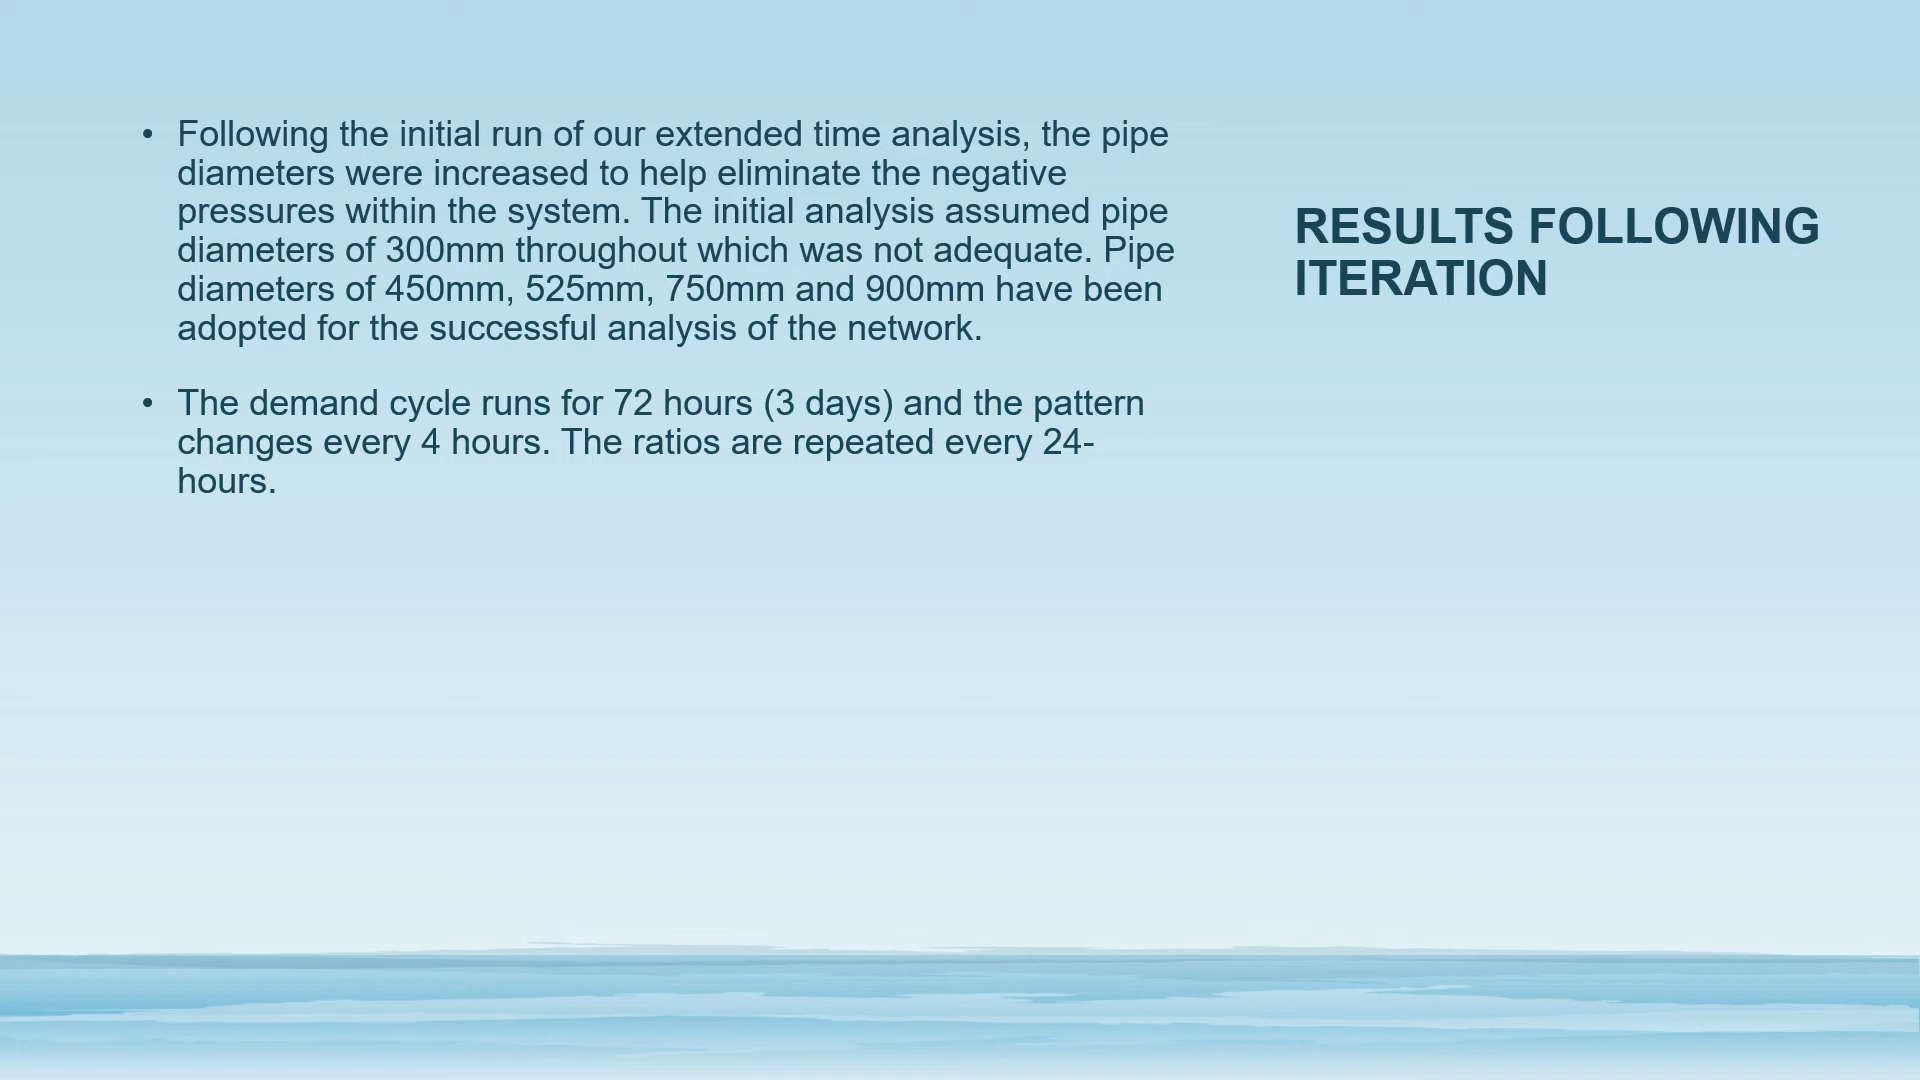 • Following the initial run of our extended time analysis, the pipe
diameters were increased to help eliminate the negative
pressures within the system. The initial analysis assumed pipe
diameters of 300mm throughout which was not adequate. Pipe
diameters of 450mm, 525mm, 750mm and 900mm have been
adopted for the successful analysis of the network.
• The demand cycle runs for 72 hours (3 days) and the pattern
changes every 4 hours. The ratios are repeated every 24-
hours.
RESULTS FOLLOWING
ITERATION